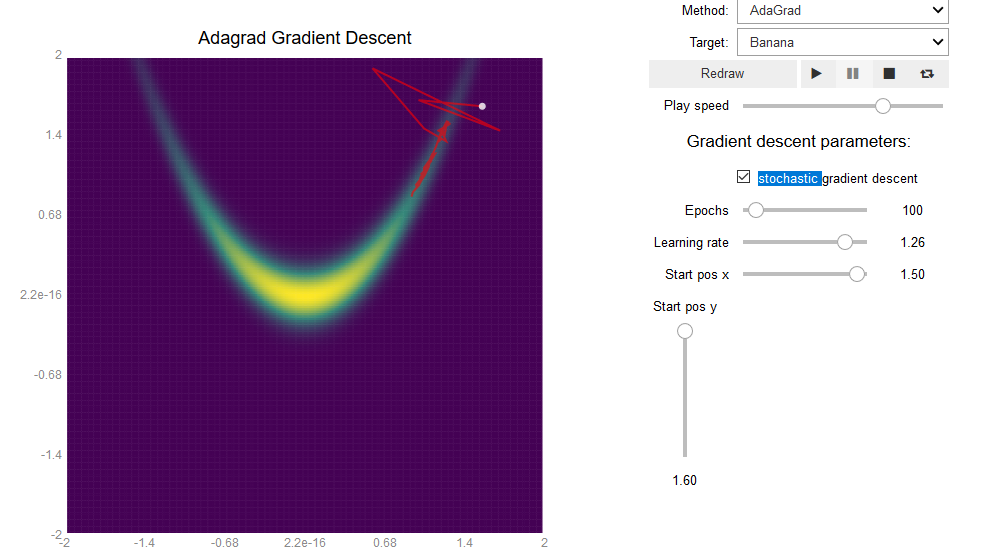 Adagrad Gradient Descent
2
1.4
0.68
2.2e-16
-0.68
-1.4
-2
-2 -1.4 -0.68 2.2e-16 0.68 1.4 2
Method: AdaGrad
Target: Banana
Redraw
Play speed
Gradient descent parameters:
stochastic gradient descent
Epochs 100
Learning rate 1.26
Start pos x 1.50
Start pos y
1.60